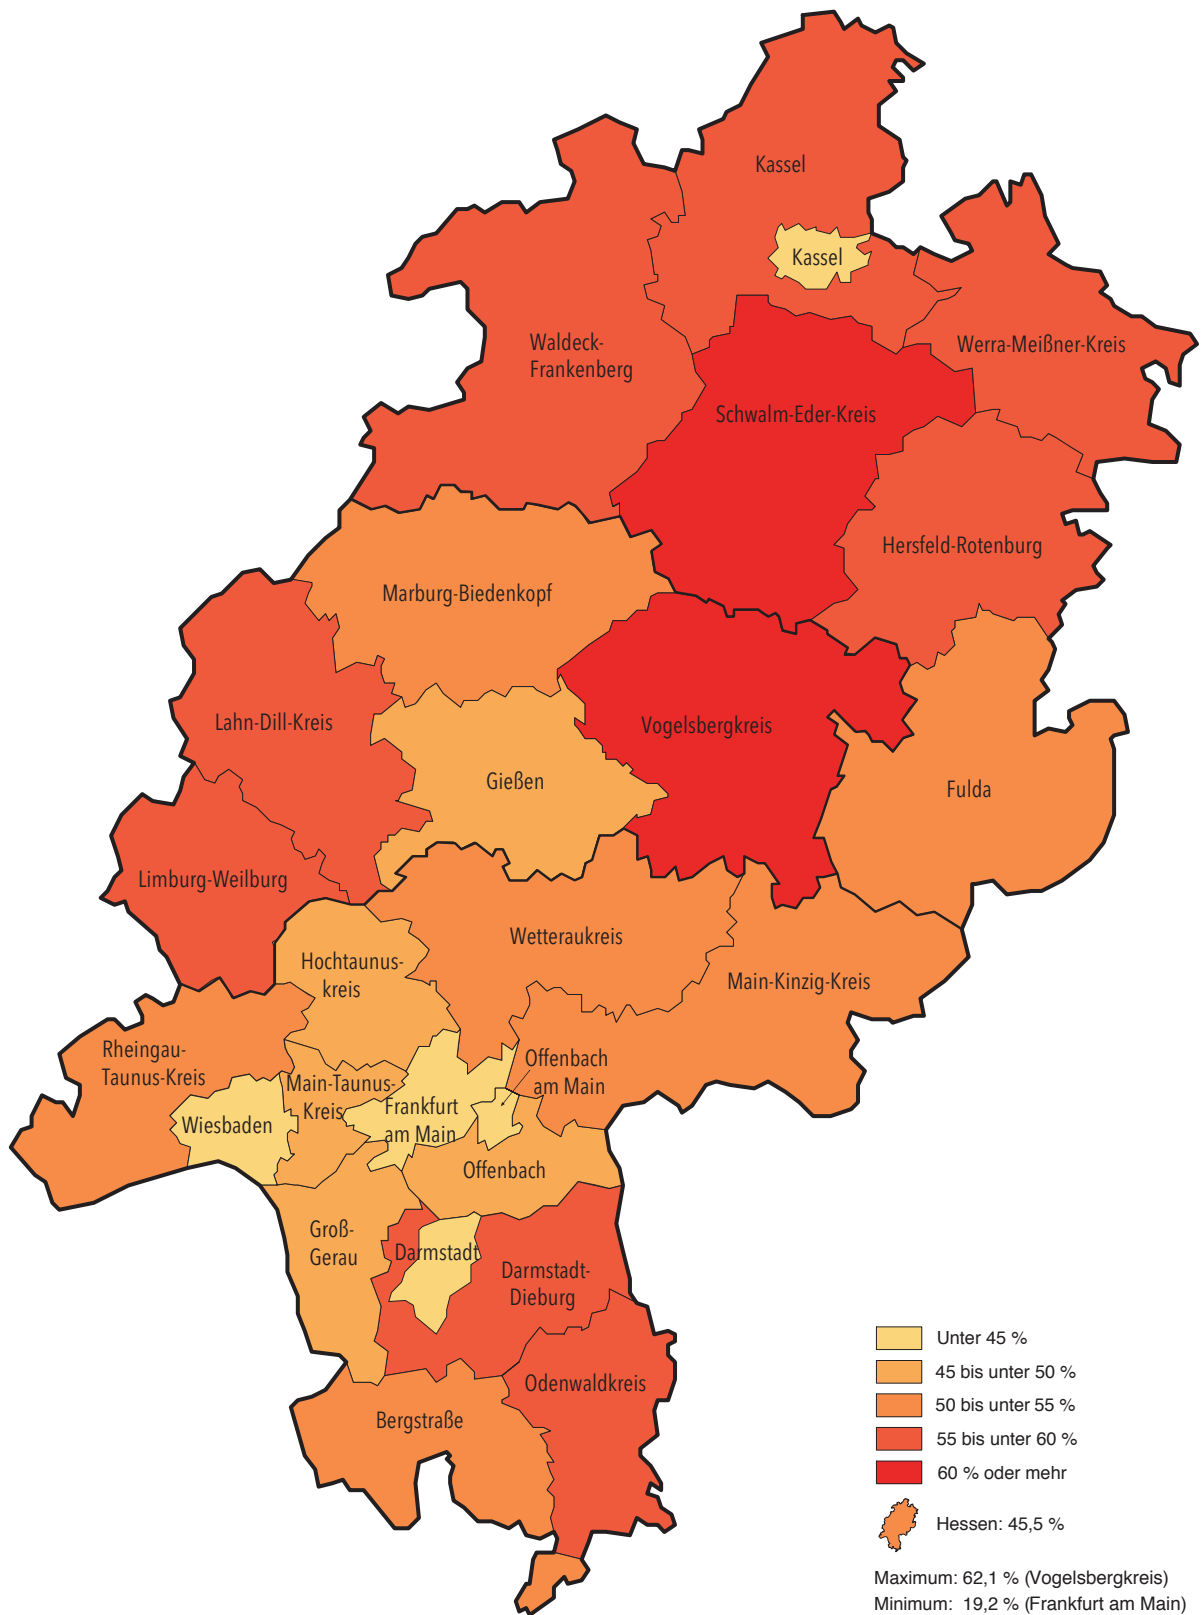 Kassel
Kassel
Waldeck-
Frankenberg
Werra-Meißner-Kreis
Schwalm-Eder-Kreis
Hersfeld-Rotenburg
Marburg-Biedenkopf
Lahn-Dill-Kreis
Vogelsbergkreis
Gießen
Fulda
Limburg-Weilburg
Wetteraukreis
Hochtaunus-
kreis
Main-Kinzig-Kreis
Rheingau-
Taunus-Kreis
Offenbach
am Main
Main-Taunus-
Kreis
Frankfurt
am Main
Wiesbaden
Offenbach
Groß-
Gerau
Darmstadt
Darmstadt-
Dieburg
Odenwaldkreis
Bergstraße
Unter 45 %
45 bis unter 50 %
50 bis unter 55 %
55 bis unter 60 %
60 % oder mehr
Hessen: 45,5 %
Maximum: 62,1 % (Vogelsbergkreis)
Minimum: 19,2 % (Frankfurt am Main)